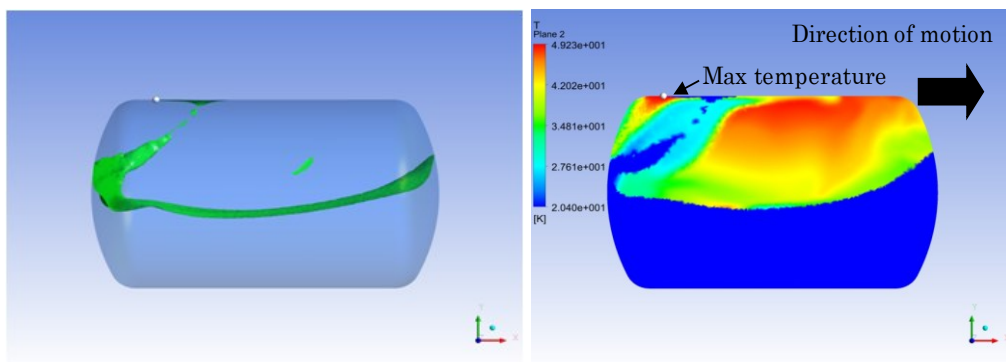 T
Plane 2
4.923e+001
4.202e+001
3.481e+001
2.761e+001
2.040e+001
[K]
Direction of motion
Max temperature
Y
X
Y
X